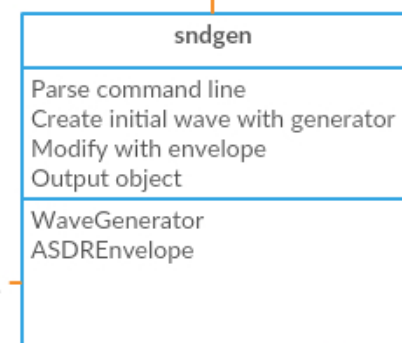 sndgen
Parse command line
Create initial wave with generator
Modify with envelope
Output object
WaveGenerator
ASDREnvelope